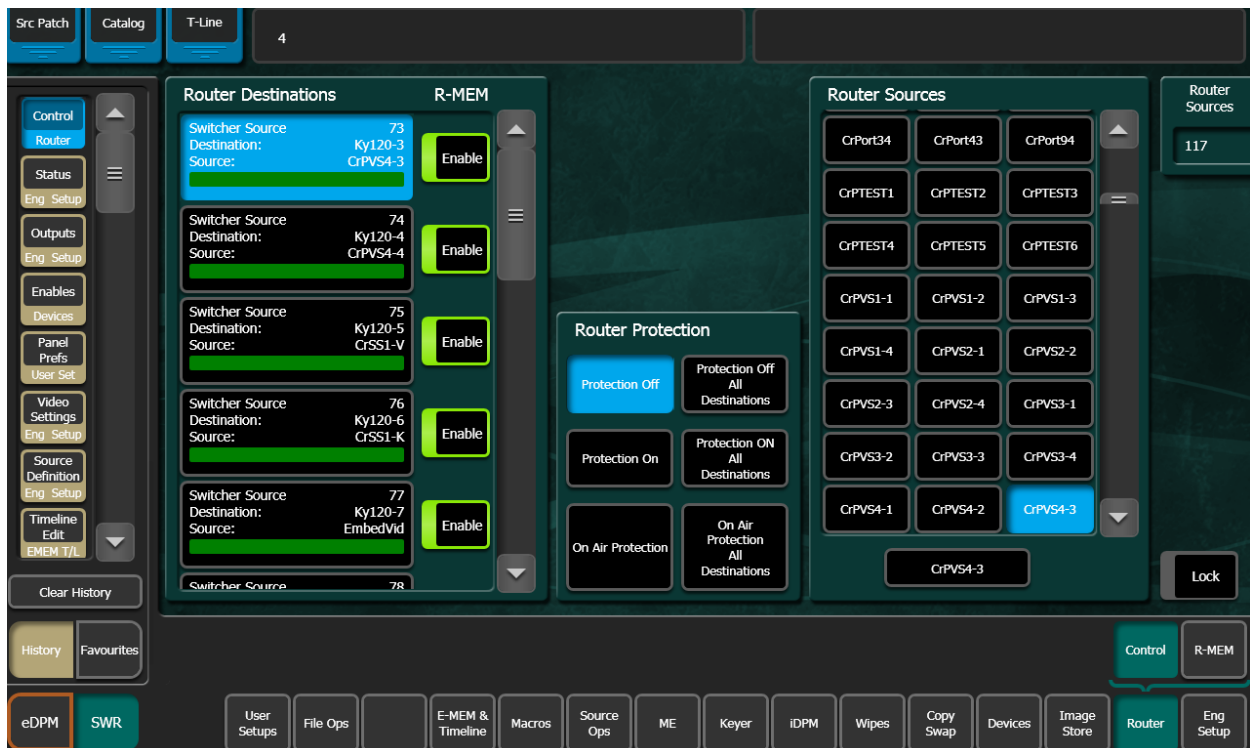 Src Patch
Catalog
T-Line
4
Control
Router
Status
Eng Setup
Outputs
Eng Setup
Enables
Devices
Panel
Prefs
User Set
Video
Settings
Eng Setup
Source
Definition
Eng Setup
Timeline
Edit
EMEM T/L
Clear History
History
Favourites
eDPM
SWR
Router Destinations R-MEM
Switcher Source 73
Destination: Ky120-3
Source: CrPVS4-3
Enable
Switcher Source 74
Destination: Ky120-4
Source: CrPVS4-4
Enable
Switcher Source 75
Destination: Ky120-5
Source: CrSS1-V
Enable
Switcher Source 76
Destination: Ky120-6
Source: CrSS1-K
Enable
Switcher Source 77
Destination: Ky120-7
Source: EmbedVid
Enable
Switcher Source 78
Router Protection
Protection Off
Protection Off
All
Destinations
Protection On
Protection ON
All
Destinations
On Air Protection
On Air
Protection
All
Destinations
Router Sources
CrPort34 CrPort43 CrPort94
CrPTEST1 CrPTEST2 CrPTEST3
CrPTEST4 CrPTEST5 CrPTEST6
CrPVS1-1 CrPVS1-2 CrPVS1-3
CrPVS1-4 CrPVS2-1 CrPVS2-2
CrPVS2-3 CrPVS2-4 CrPVS3-1
CrPVS3-2 CrPVS3-3 CrPVS3-4
CrPVS4-1 CrPVS4-2 CrPVS4-3
CrPVS4-3
Router
Sources
117
Lock
Control
R-MEM
User
Setups
File Ops
E-MEM &
Timeline
Macros
Source
Ops
ME
Keyer
iDPM
Wipes
Copy
Swap
Devices
Image
Store
Router
Eng
Setup